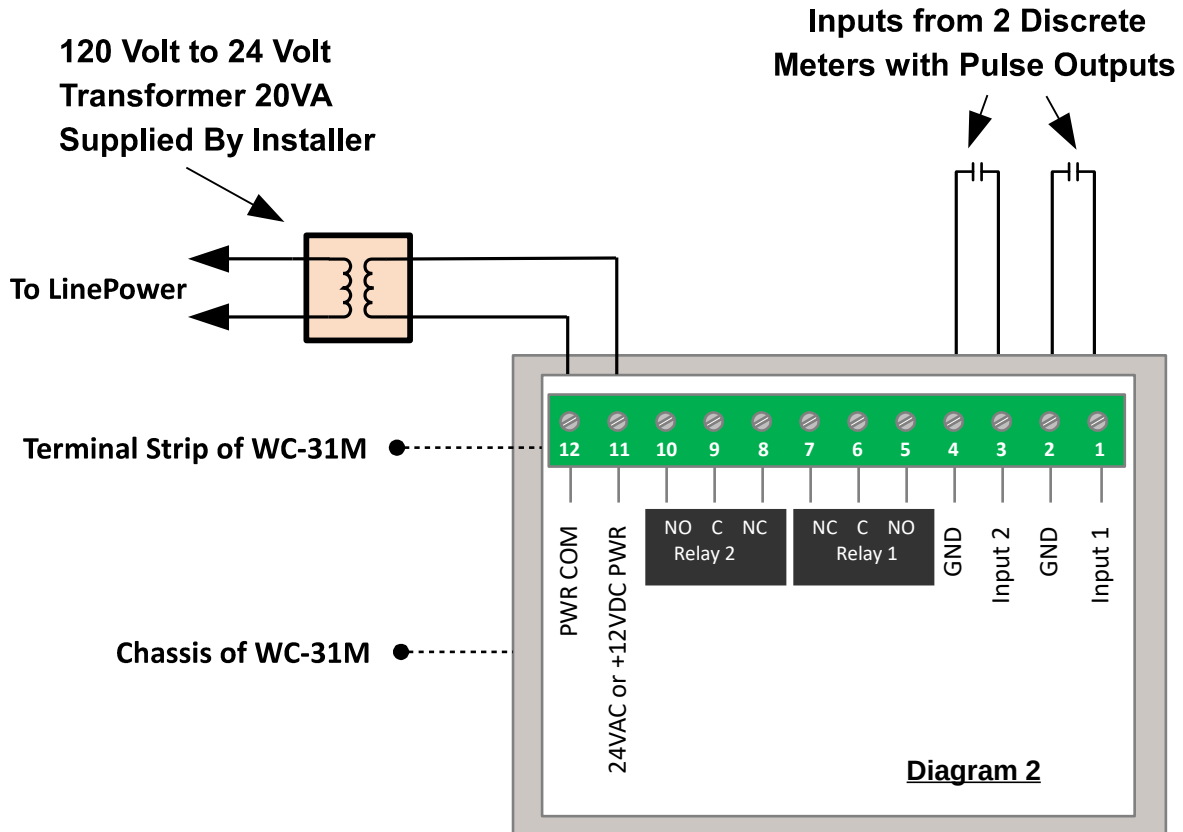 Inputs from 2 Discrete
Meters with Pulse Outputs
120 Volt to 24 Volt
Transformer 20VA
Supplied By Installer
To LinePower
Terminal Strip of WC-31M
12 11 10 9 8 7 6 5 4 3 2 1
NO C NC
Relay 2
NC C NO
Relay 1
PWR COM
24VAC or +12VDC PWR
GND
Input 2
GND
Input 1
Chassis of WC-31M
Diagram 2